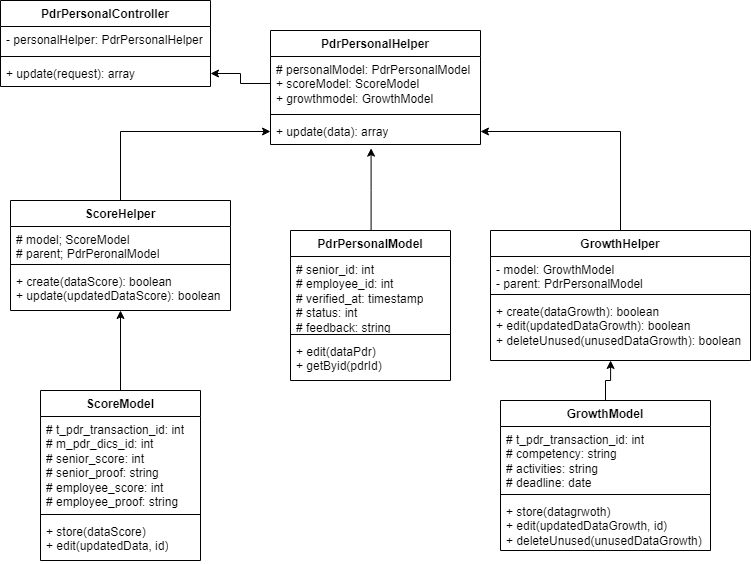 PdrPersonalController
- personalHelper: PdrPersonalHelper
+ update(request): array
PdrPersonalHelper
# personalModel: PdrPersonalModel
+ scoreModel: ScoreModel
+ growthmodel: GrowthModel
+ update(data): array
ScoreHelper
# model; ScoreModel
# parent; PdrPeronalModel
+ create(dataScore): boolean
+ update(updatedDataScore): boolean
PdrPersonalModel
# senior_id: int
# employee_id: int
# verified_at: timestamp
# status: int
# feedback: string
+ edit(dataPdr)
+ getByid(pdrId)
GrowthHelper
- model: GrowthModel
- parent: PdrPersonalModel
+ create(dataGrowth): boolean
+ edit(updatedDataGrowth): boolean
+ deleteUnused(unusedDataGrowth): boolean
ScoreModel
# t_pdr_transaction_id: int
# m_pdr_dics_id: int
# senior_score: int
# senior_proof: string
# employee_score: int
# employee_proof: string
+ store(dataScore)
+ edit(updatedData, id)
GrowthModel
# t_pdr_transaction_id: int
# competency: string
# activities: string
# deadline: date
+ store(datagrwoth)
+ edit(updatedDataGrowth, id)
+ deleteUnused(unusedDataGrowth)